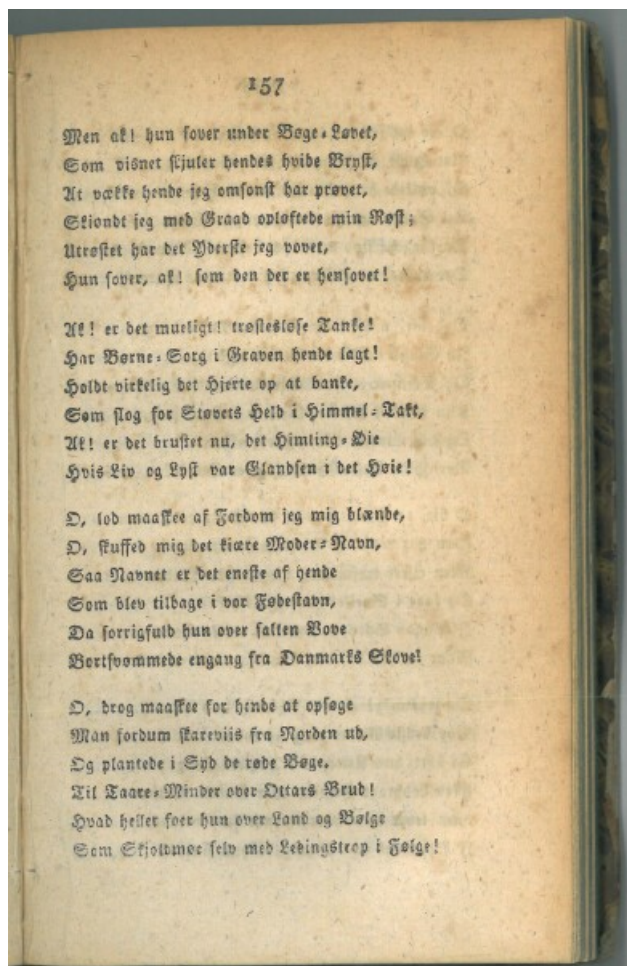 157
Men ak! hun sover under Bøge-Løvet,
Som visnet skjuler hendes hvide Bryst,
At vække hende jeg omsonst har prøvet,
Skiøndt jeg med Graad opløftede min Røst;
Utrøstet har det Yderste jeg vovet,
Hun sover, ak! som den der er hensovet!
Ak! er det mueligt! trøstesløse Tanke!
Har Børne-Sorg i Graven hende lagt!
Holdt virkelig det Hjerte op at banke,
Som slog for Støvets Held i Himmel-Takt,
Ak! er det brustet nu, det Himling-Øie
Hvis Liv og Lyst var Glandsen i det Høie!
O, lod maaskee af Fordom jeg mig blænde,
O, skuffed mig det kiære Moder-Navn,
Saa Navnet er det eneste af hende
Som blev tilbage i vor Fødestavn,
Da sorrigfuld hun over salten Vove
Bortsvømmede engang fra Danmarks Skove!
O, drog maaskee for hende at opsøge
Man fordum skareviis fra Norden ud,
Og plantede i Syd de røde Bøge.
Til Taare-Minder over Ottars Brud!
Hvad heller foer hun over Land og Bølge
Som Skjoldmøe selv med Ledingstrop i Følge!